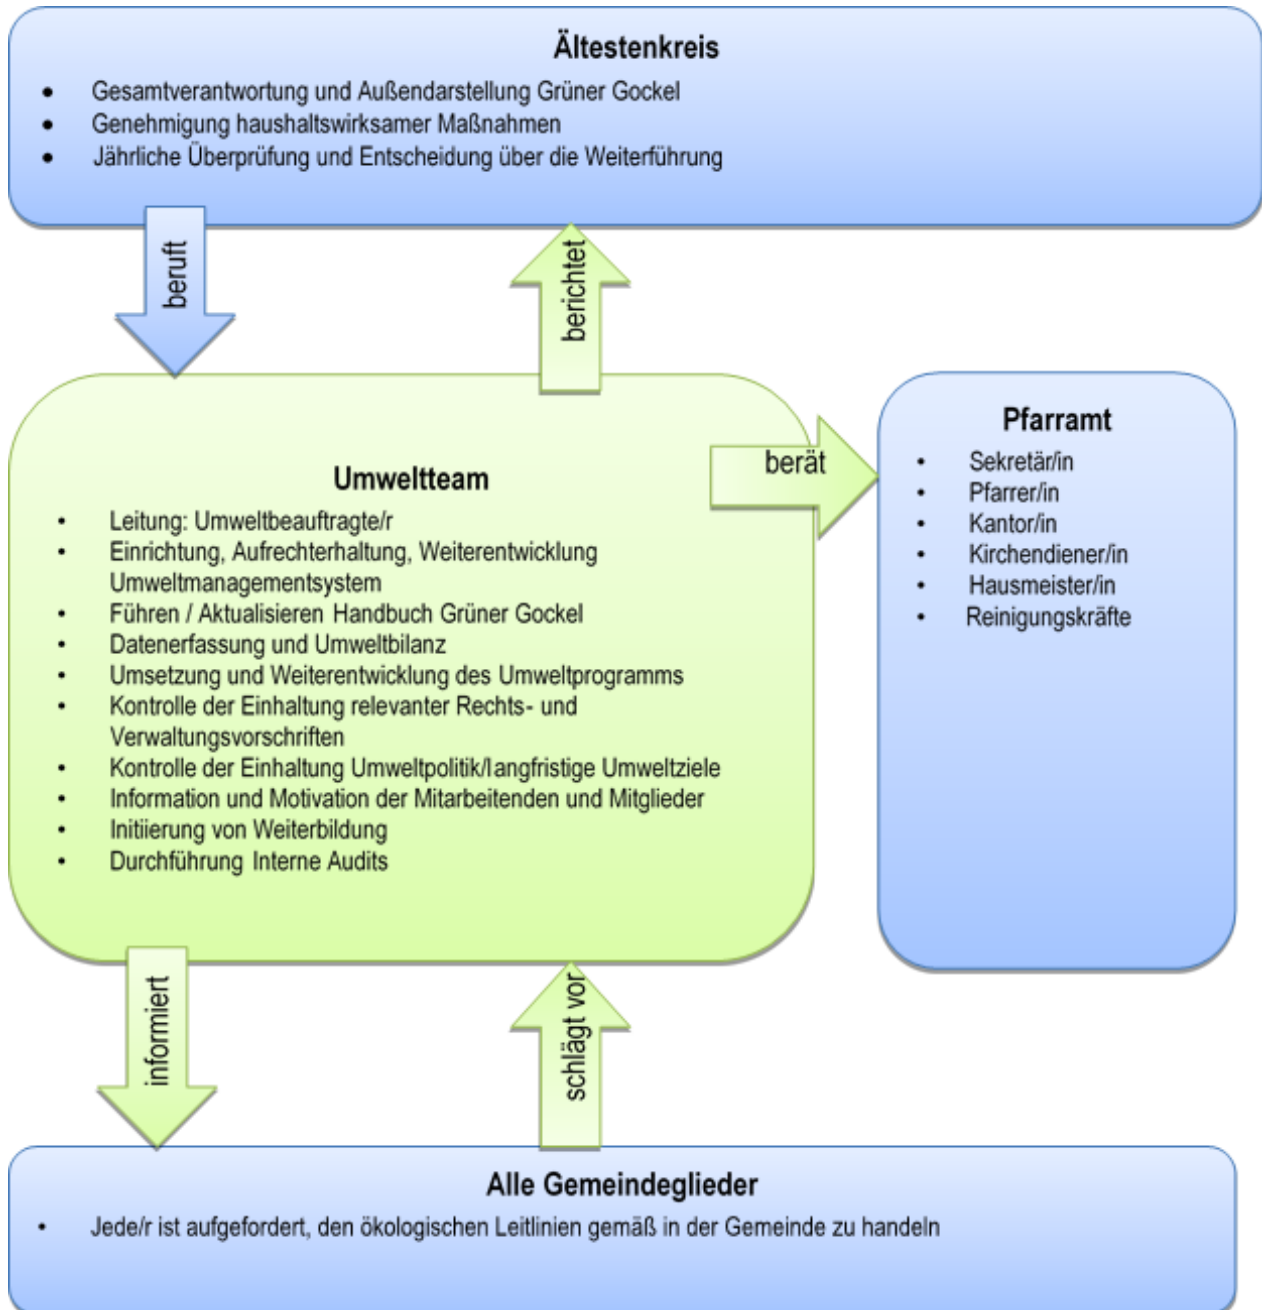 Ältestenkreis
• Gesamtverantwortung und Außendarstellung Grüner Gockel
• Genehmigung haushaltswirksamer Maßnahmen
• Jährliche Überprüfung und Entscheidung über die Weiterführung
beruft
berichtet
Umweltteam
• Leitung: Umweltbeauftragte/r
• Einrichtung, Aufrechterhaltung, Weiterentwicklung
Umweltmanagementsystem
• Führen / Aktualisieren Handbuch Grüner Gockel
• Datenerfassung und Umweltbilanz
• Umsetzung und Weiterentwicklung des Umweltprogramms
• Kontrolle der Einhaltung relevanter Rechts- und
Verwaltungsvorschriften
• Kontrolle der Einhaltung Umweltpolitik/langfristige Umweltziele
• Information und Motivation der Mitarbeitenden und Mitglieder
• Initiierung von Weiterbildung
• Durchführung Interne Audits
berät
Pfarramt
• Sekretär/in
• Pfarrer/in
• Kantor/in
• Kirchendiener/in
• Hausmeister/in
• Reinigungskräfte
informiert
schlägt vor
Alle Gemeindeglieder
• Jede/r ist aufgefordert, den ökologischen Leitlinien gemäß in der Gemeinde zu handeln